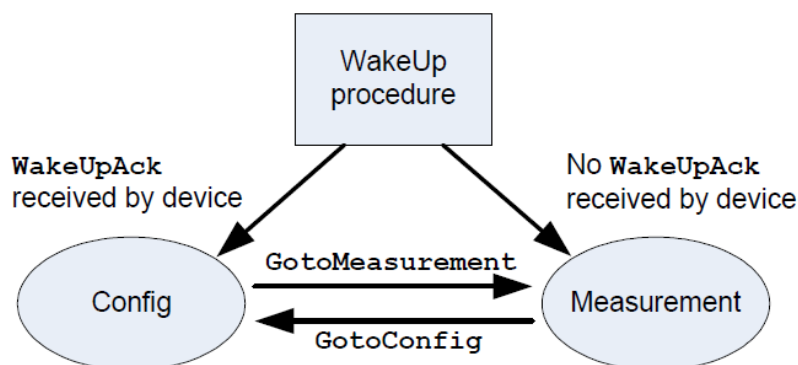 WakeUp
procedure
WakeUpAck
received by device
No WakeUpAck
received by device
GotoMeasurement
Config
Measurement
GotoConfig